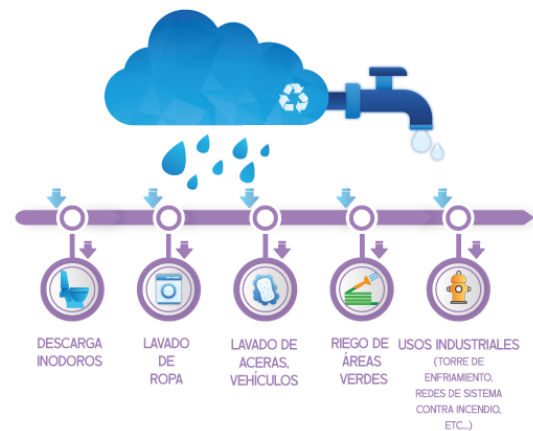 DESCARGA
INODOROS
LAVADO
DE
ROPA
LAVADO DE
ACERAS,
VEHÍCULOS
RIEGO DE
ÁREAS
VERDES
USOS INDUSTRIALES
(TORRE DE
ENFRIAMIENTO,
REDES DE SISTEMA
CONTRA INCENDIO,
ETC...)